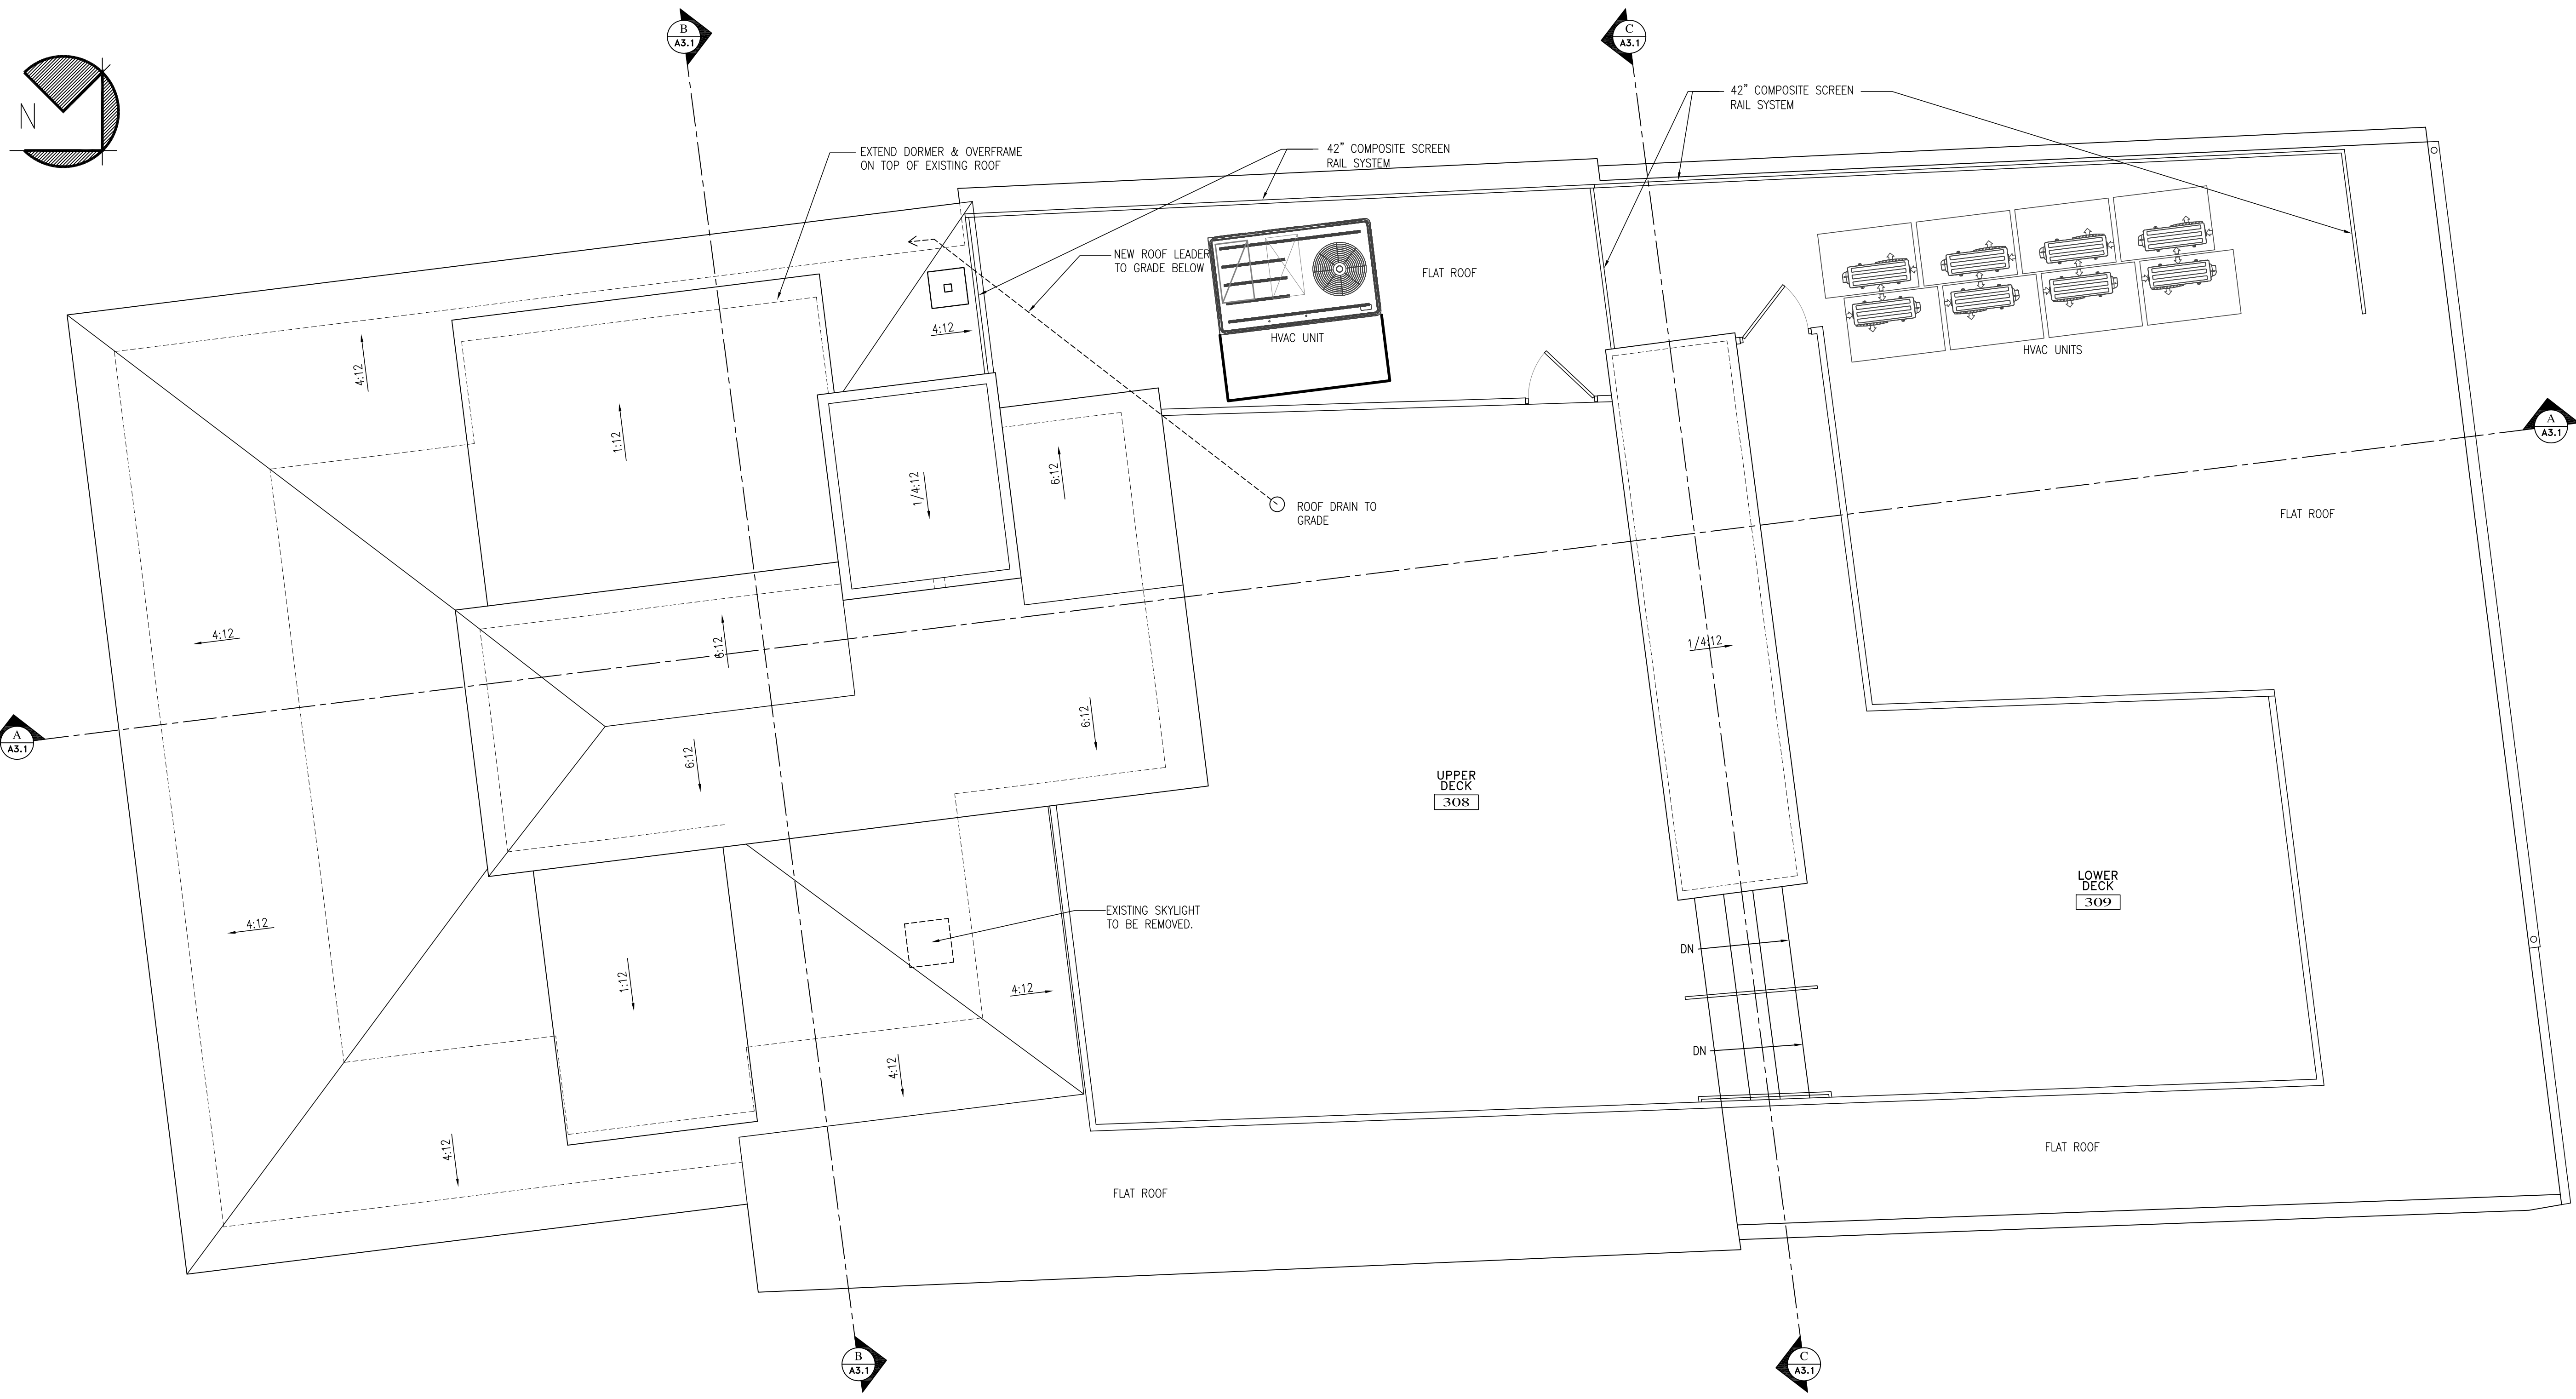 B
A3.1
C
A3.1
N
42" COMPOSITE SCREEN
RAIL SYSTEM
42" COMPOSITE SCREEN
RAIL SYSTEM
EXTEND DORMER & OVERFRAME
ON TOP OF EXISTING ROOF
NEW ROOF LEADER
TO GRADE BELOW
FLAT ROOF
4:12
HVAC UNIT
HVAC UNITS
4:12
1:12
1/4:12
6:12
A
A3.1
ROOF DRAIN TO
GRADE
FLAT ROOF
4:12
6:12
1/4:12
6:12
6:12
A
A3.1
UPPER
DECK
308
LOWER
DECK
309
EXISTING SKYLIGHT
TO BE REMOVED.
4:12
DN
1:12
4:12
DN
4:12
4:12
FLAT ROOF
FLAT ROOF
B
A3.1
C
A3.1